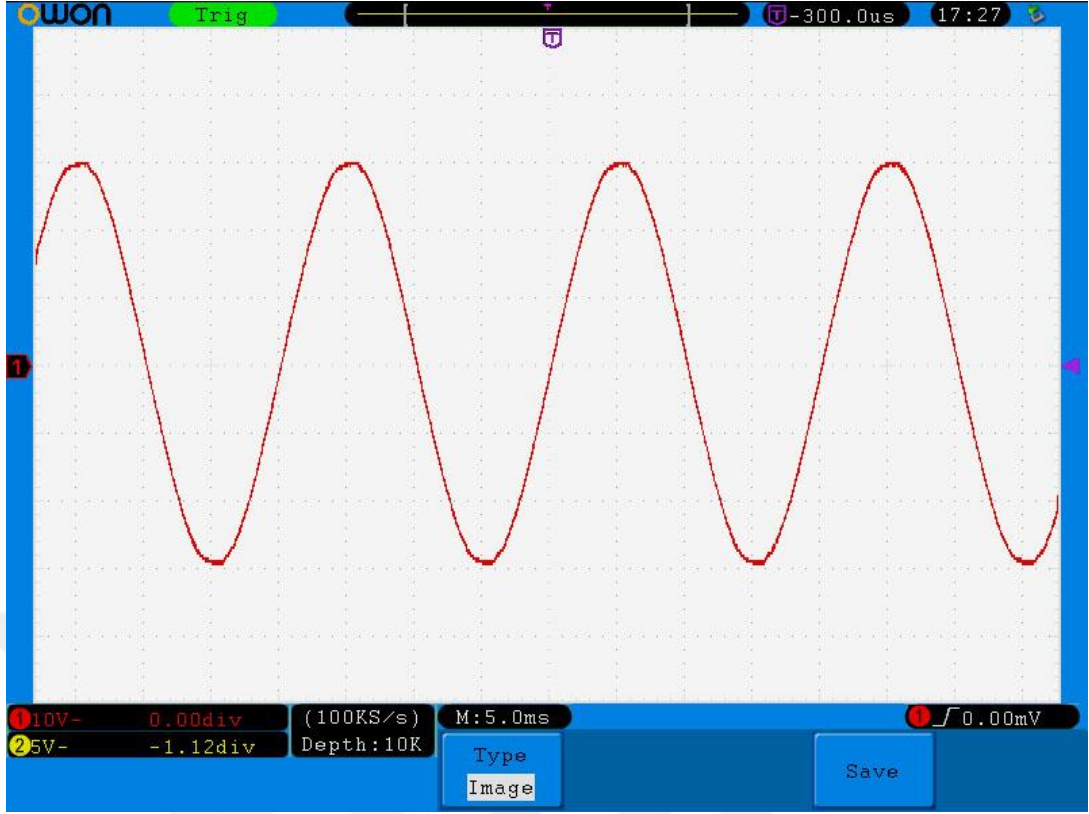 owon Trig T T -300.0us 17:27
T
1
1 10V- 0.00div (100KS/s) M:5.0ms 1 0.00mV
2 5V- -1.12div Depth:10K
Type
Image
Save